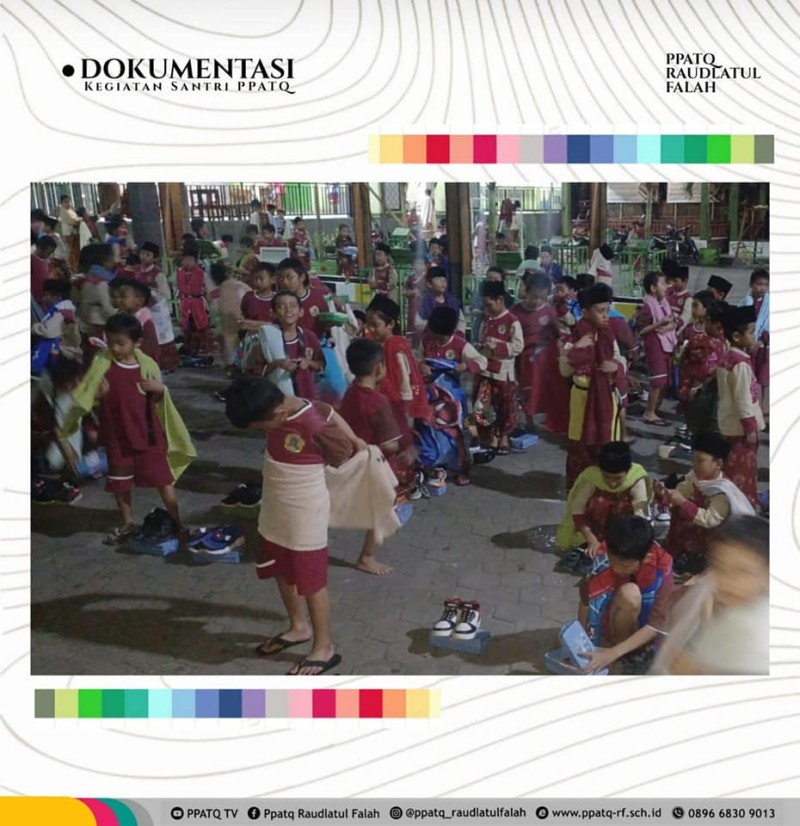 DOKUMENTASI
KEGIATAN SANTRI PPATQ
PPATQ
RAUDLATUL
FALAH
PPATQ TV Ppatq Raudlatul Falah @ppatq_raudlatulfalah www.ppatq-rf.sch.id 0896 6830 9013